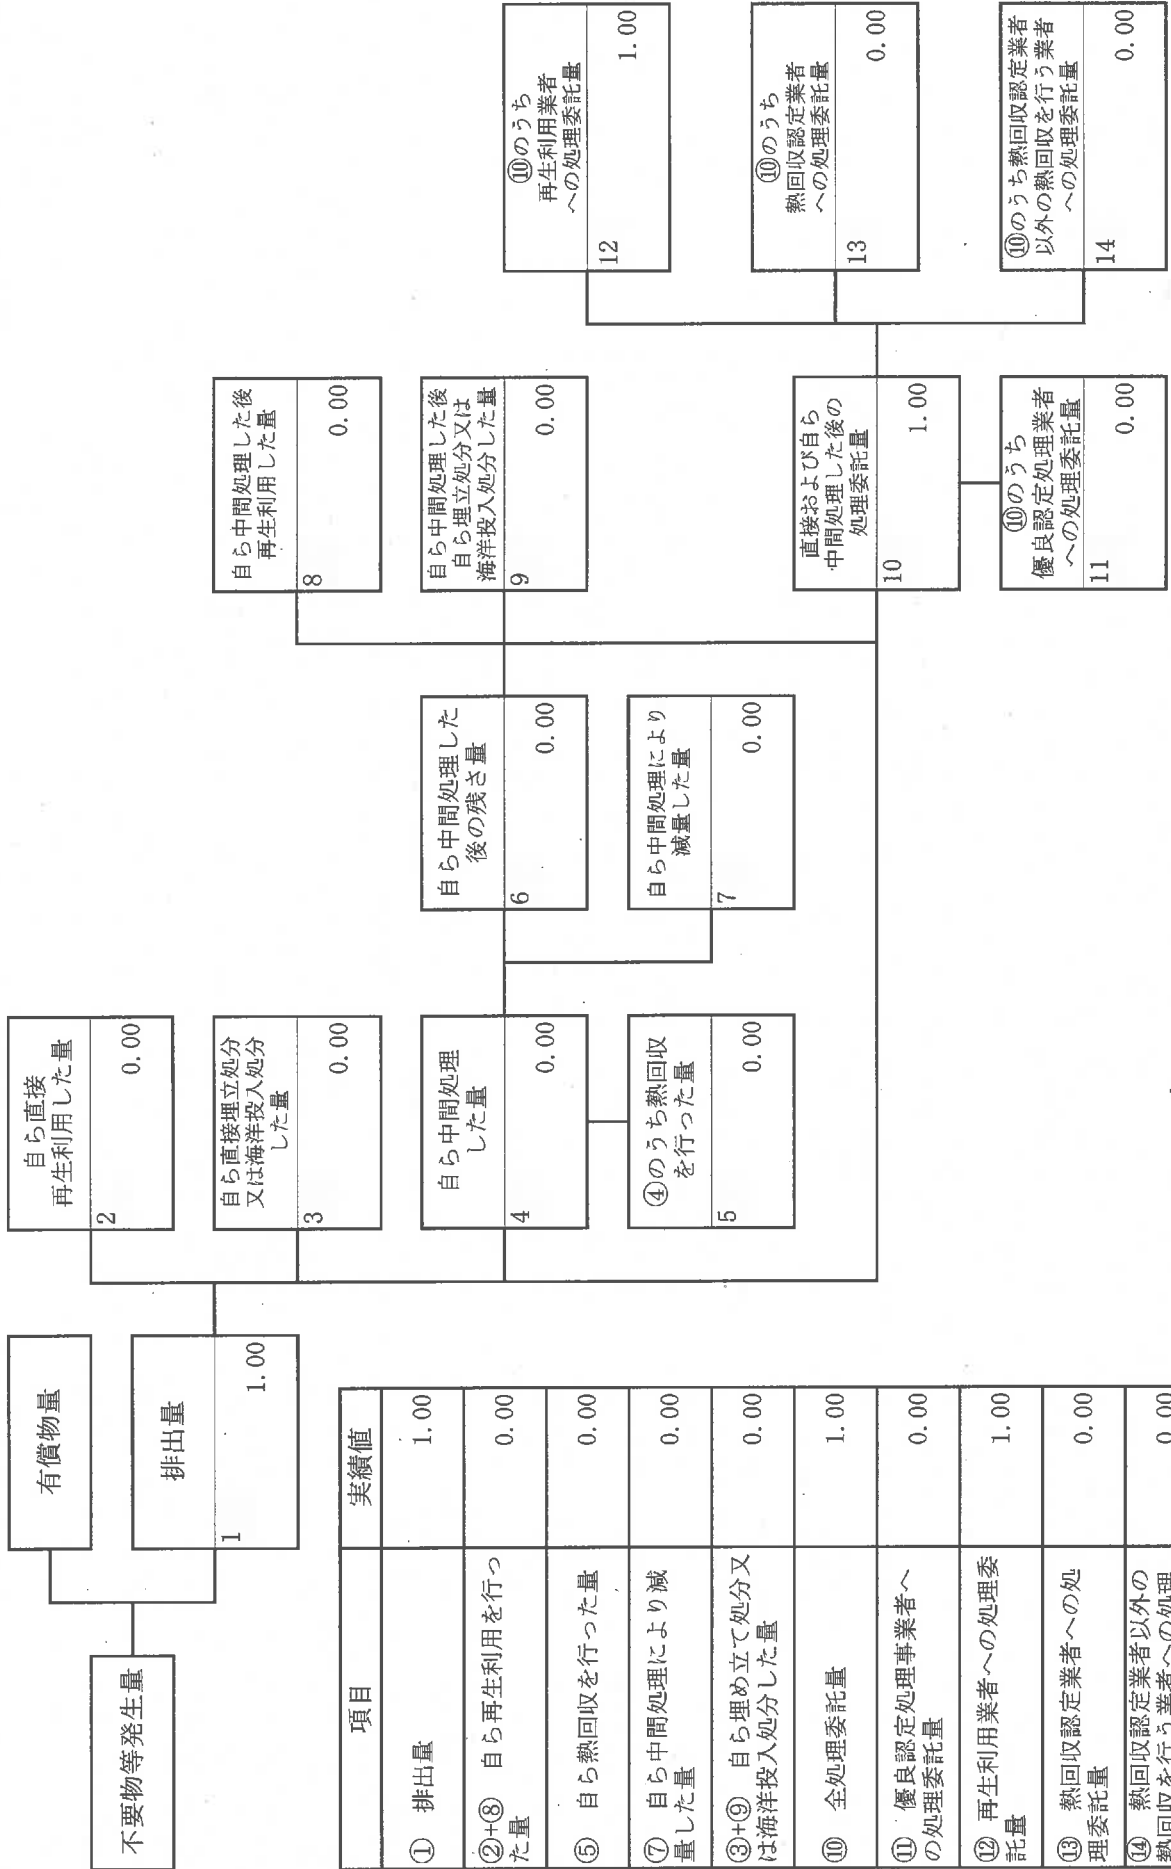 不要物等発生量
有償物量
排出量
1
1.00
自ら直接
再生利用した量
2
0.00
自ら直接埋立処分
又は海洋投入処分
した量
3
0.00
自ら中間処理
した量
4
0.00
④のうち熱回収
を行った量
5
0.00
自ら中間処理した
後の残さ量
6
0.00
自ら中間処理により
減量した量
7
0.00
自ら中間処理した後
再生利用した量
8
0.00
自ら中間処理した後
自ら埋立処分又は
海洋投入処分した量
9
0.00
直接および自ら
中間処理した後の
処理委託量
10
1.00
⑩のうち
優良認定処理業者
への処理委託量
11
0.00
⑩のうち
再生利用業者
への処理委託量
12
1.00
⑩のうち
熱回収認定業者
への処理委託量
13
0.00
⑩のうち熱回収認定業者
以外の熱回収を行う業者
への処理委託量
14
0.00
項目 実績値
① 排出量 1.00
②+⑧ 自ら再生利用を行っ
た量 0.00
⑤ 自ら熱回収を行った量 0.00
⑦ 自ら中間処理により減
量した量 0.00
③+⑨ 自ら埋め立て処分又
は海洋投入処分した量 0.00
⑩ 全処理委託量 1.00
⑪ 優良認定処理事業者へ
の処理委託量 0.00
⑫ 再生利用業者への処理委
託量 1.00
⑬ 熱回収認定業者への処
理委託量 0.00
⑭ 熱回収認定業者以外の
熱回収を行う業者への処理 0.00